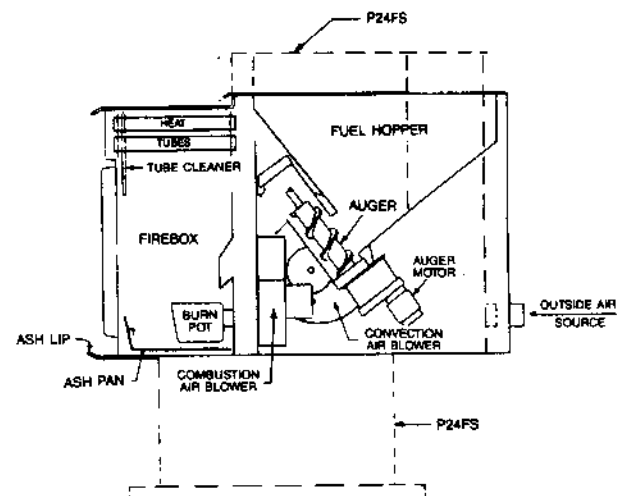 P24FS
HEAT
TUBES
FUEL HOPPER
TUBE CLEANER
AUGER
FIREBOX
AUGER
MOTOR
BURN
POT
OUTSIDE AIR
SOURCE
ASH LIP
CONVECTION
AIR BLOWER
ASH PAN
COMBUSTION
AIR BLOWER
P24FS